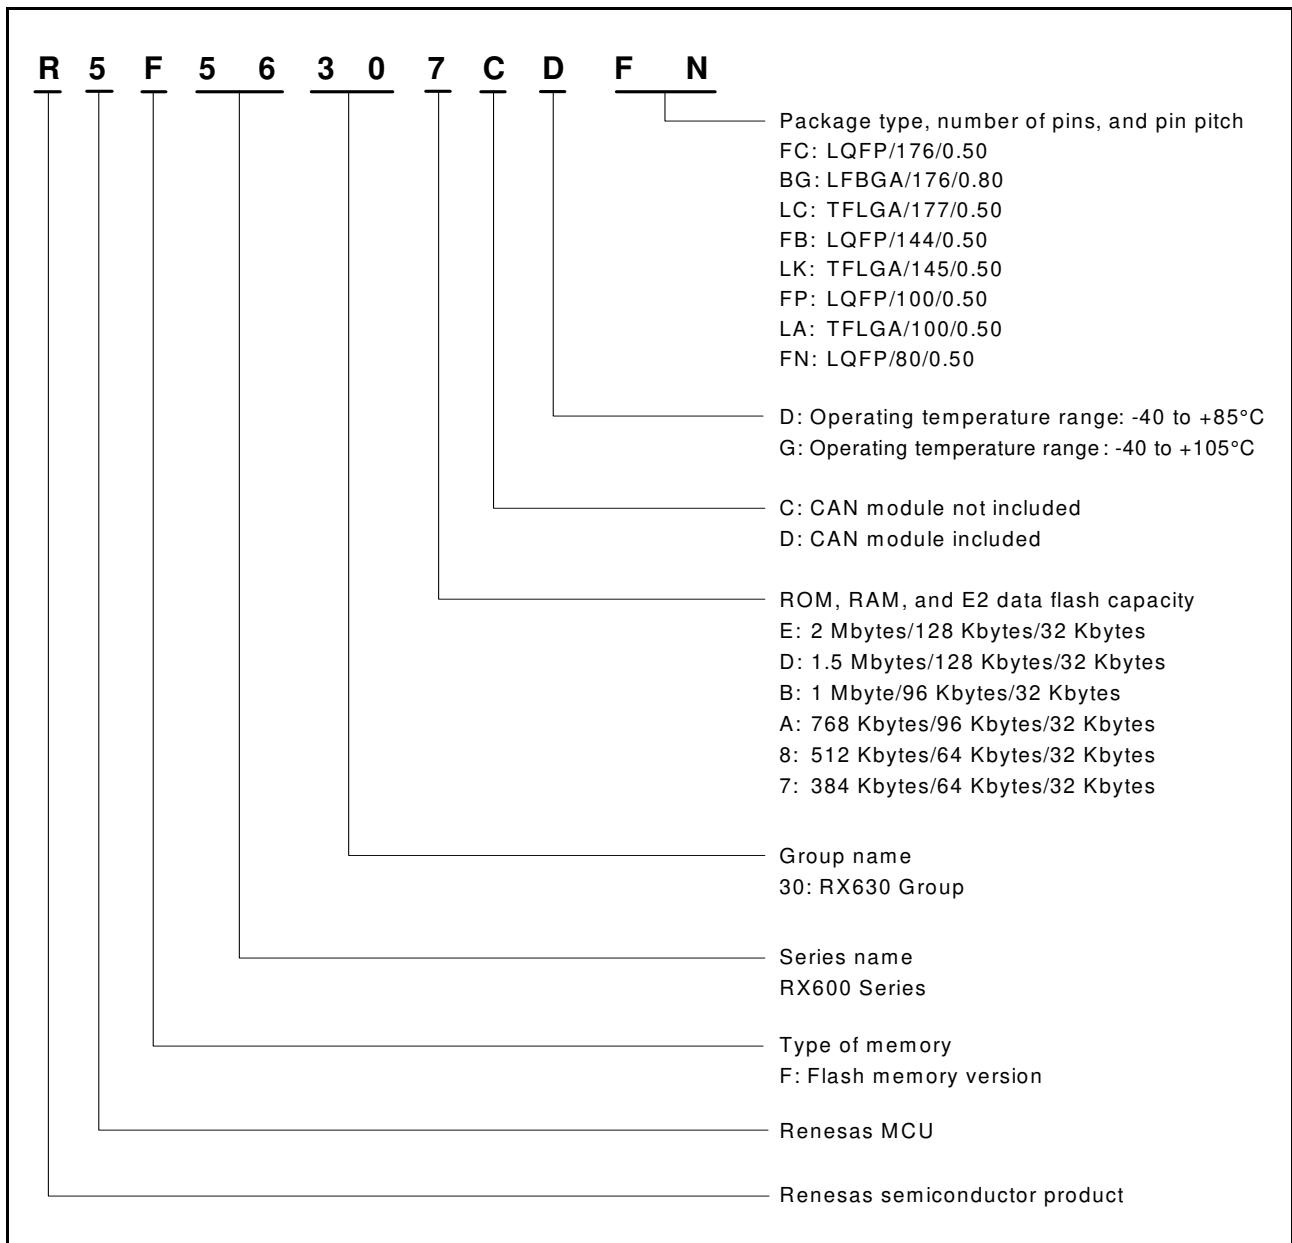 R 5 F 5 6 3 0 7 C D F N
Package type, number of pins, and pin pitch
FC: LQFP/176/0.50
BG: LFBGA/176/0.80
LC: TFLGA/177/0.50
FB: LQFP/144/0.50
LK: TFLGA/145/0.50
FP: LQFP/100/0.50
LA: TFLGA/100/0.50
FN: LQFP/80/0.50
D: Operating temperature range: -40 to +85°C
G: Operating temperature range: -40 to +105°C
C: CAN module not included
D: CAN module included
ROM, RAM, and E2 data flash capacity
E: 2 Mbytes/128 Kbytes/32 Kbytes
D: 1.5 Mbytes/128 Kbytes/32 Kbytes
B: 1 Mbyte/96 Kbytes/32 Kbytes
A: 768 Kbytes/96 Kbytes/32 Kbytes
8: 512 Kbytes/64 Kbytes/32 Kbytes
7: 384 Kbytes/64 Kbytes/32 Kbytes
Group name
30: RX630 Group
Series name
RX600 Series
Type of memory
F: Flash memory version
Renesas MCU
Renesas semiconductor product